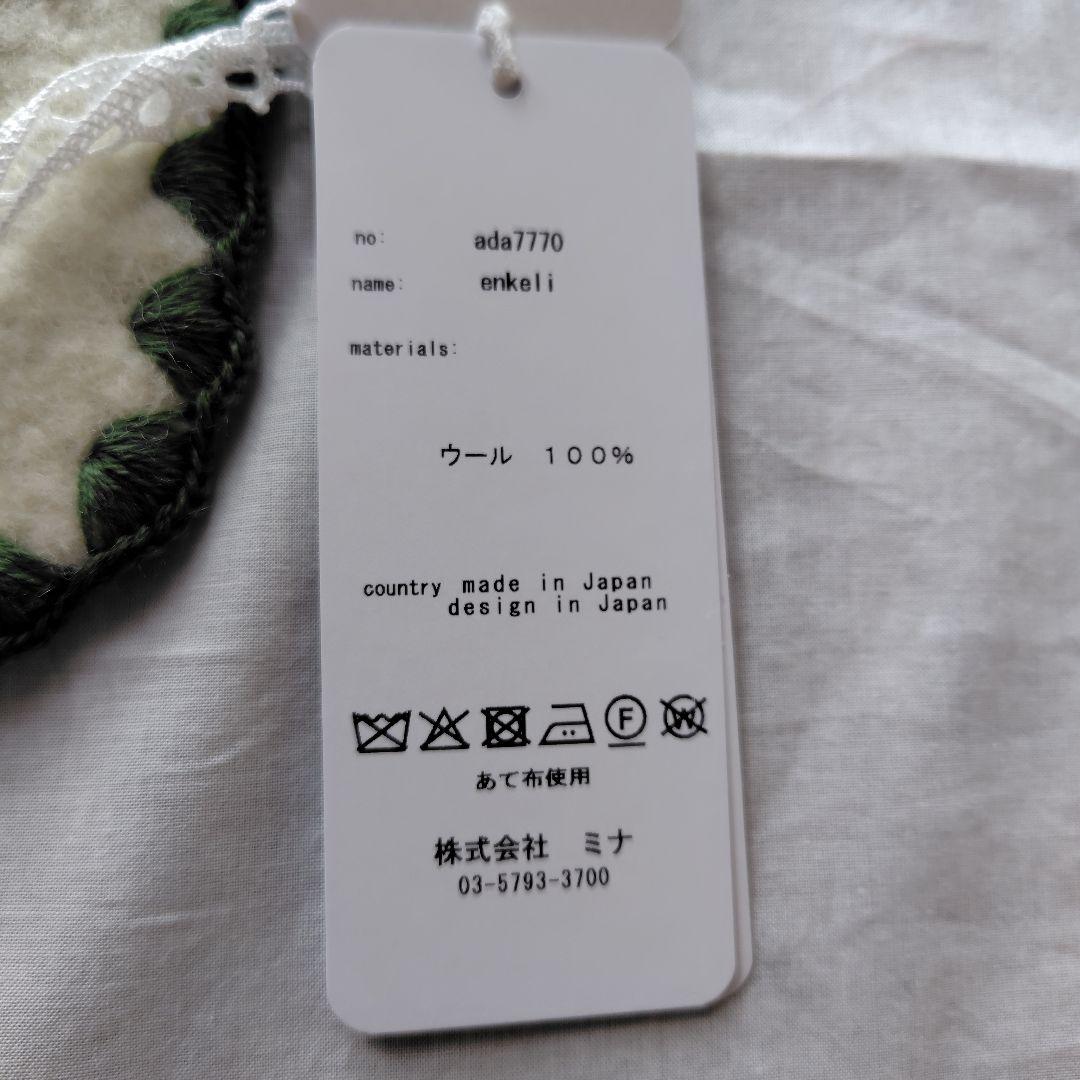 no: ada7770
name: enkeli
materials:
ウール 100%
country made in Japan
design in Japan
F W
あて布使用
株式会社 ミナ
03-5793-3700